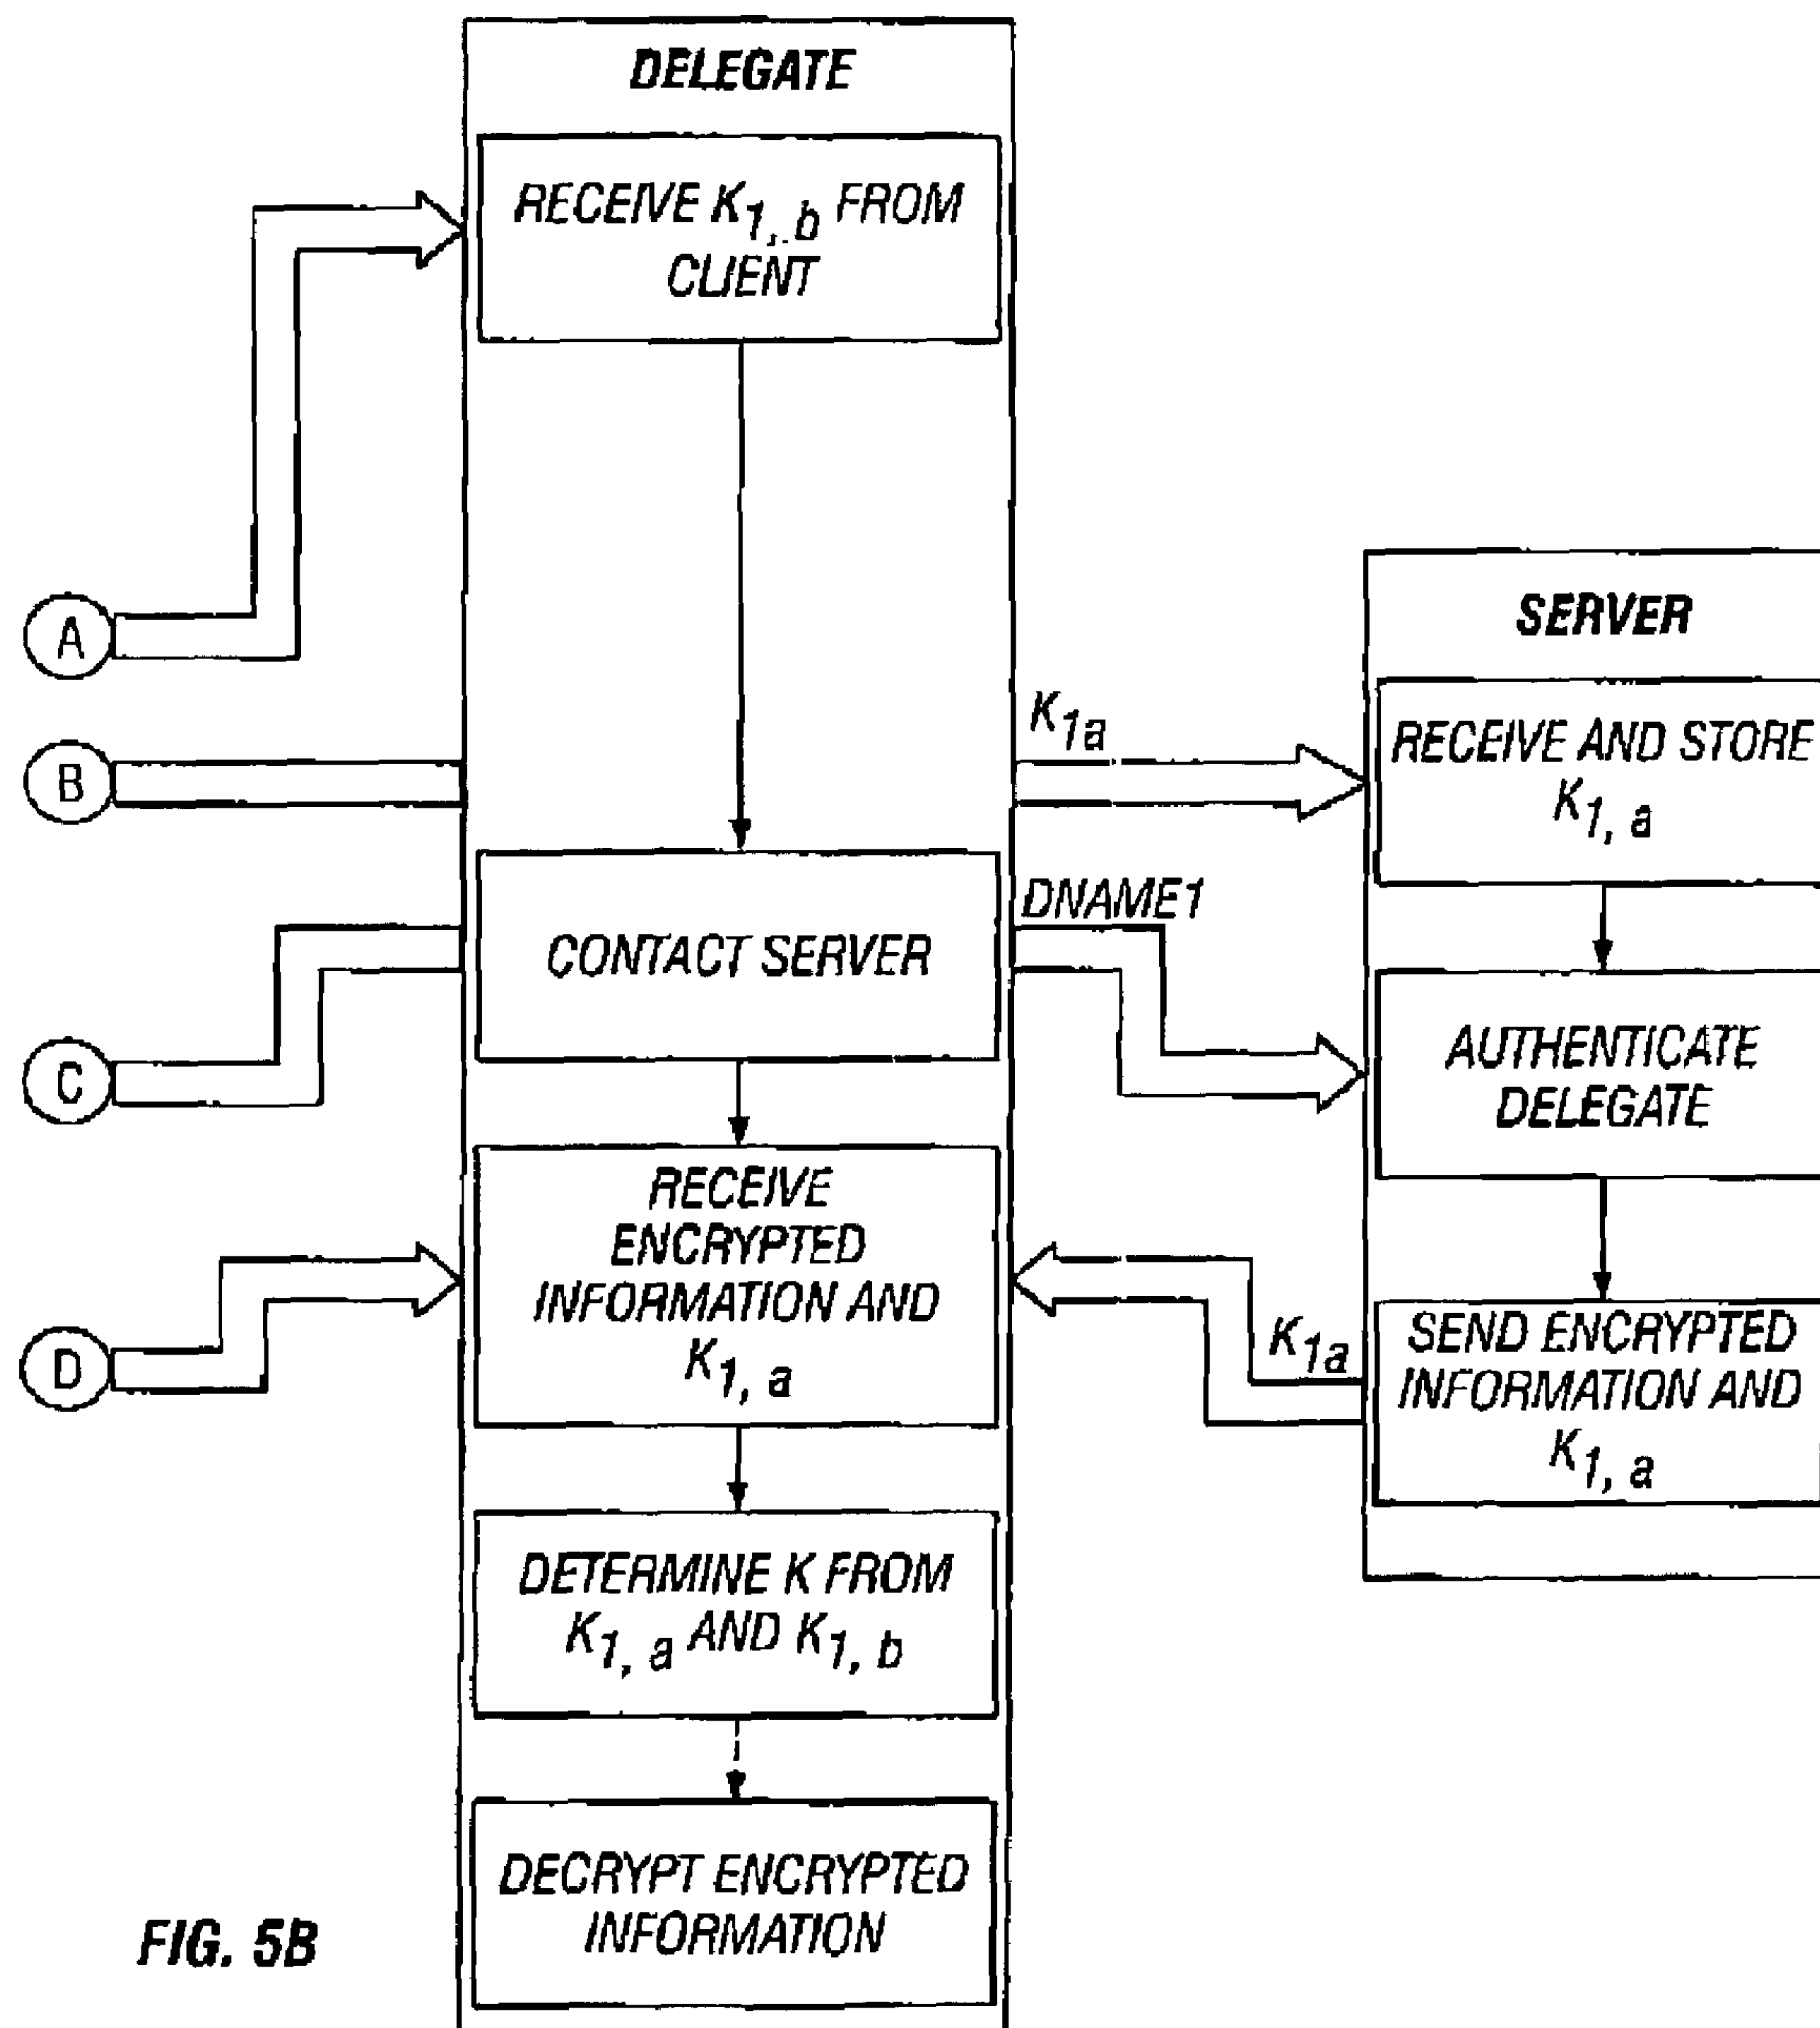 DELEGATE
RECEIVE K1, b FROM
CLIENT
A
B
C
D
K1a
DNAME1
CONTACT SERVER
RECEIVE
ENCRYPTED
INFORMATION AND
K1, a
K1a
DETERMINE K FROM
K1, a AND K1, b
DECRYPT ENCRYPTED
INFORMATION
SERVER
RECEIVE AND STORE
K1, a
AUTHENTICATE
DELEGATE
SEND ENCRYPTED
INFORMATION AND
K1, a
FIG. 5B